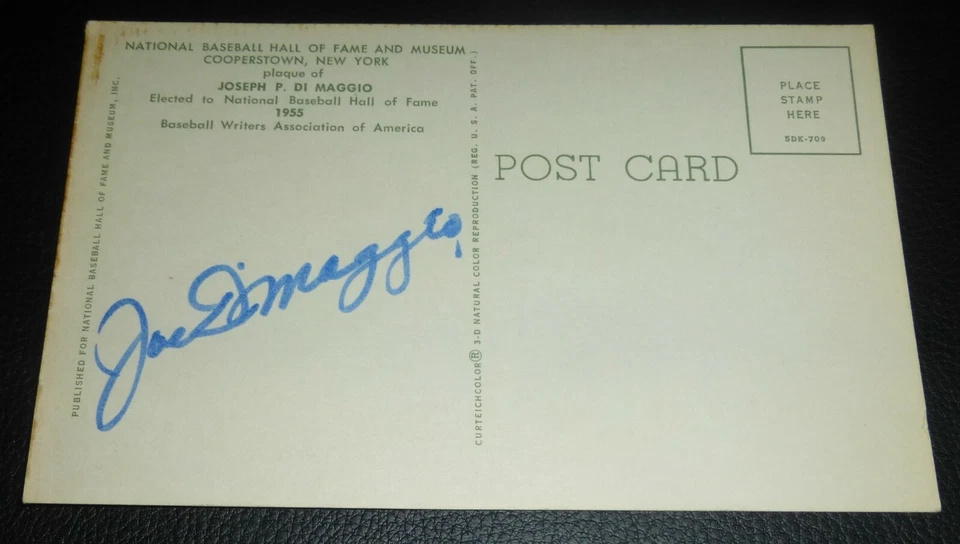 NATIONAL BASEBALL HALL OF FAME AND MUSEUM
COOPERSTOWN, NEW YORK
plaque of
JOSEPH P. DI MAGGIO
Elected to National Baseball Hall of Fame
1955
Baseball Writers Association of America
PUBLISHED FOR NATIONAL BASEBALL HALL OF FAME AND MUSEUM, INC.
Joe DiMaggio
CURTEICHCOLOR® 3-D NATURAL COLOR REPRODUCTION (REG. U. S. A. PAT. OFF.)
POST CARD
PLACE
STAMP
HERE
5DK-709